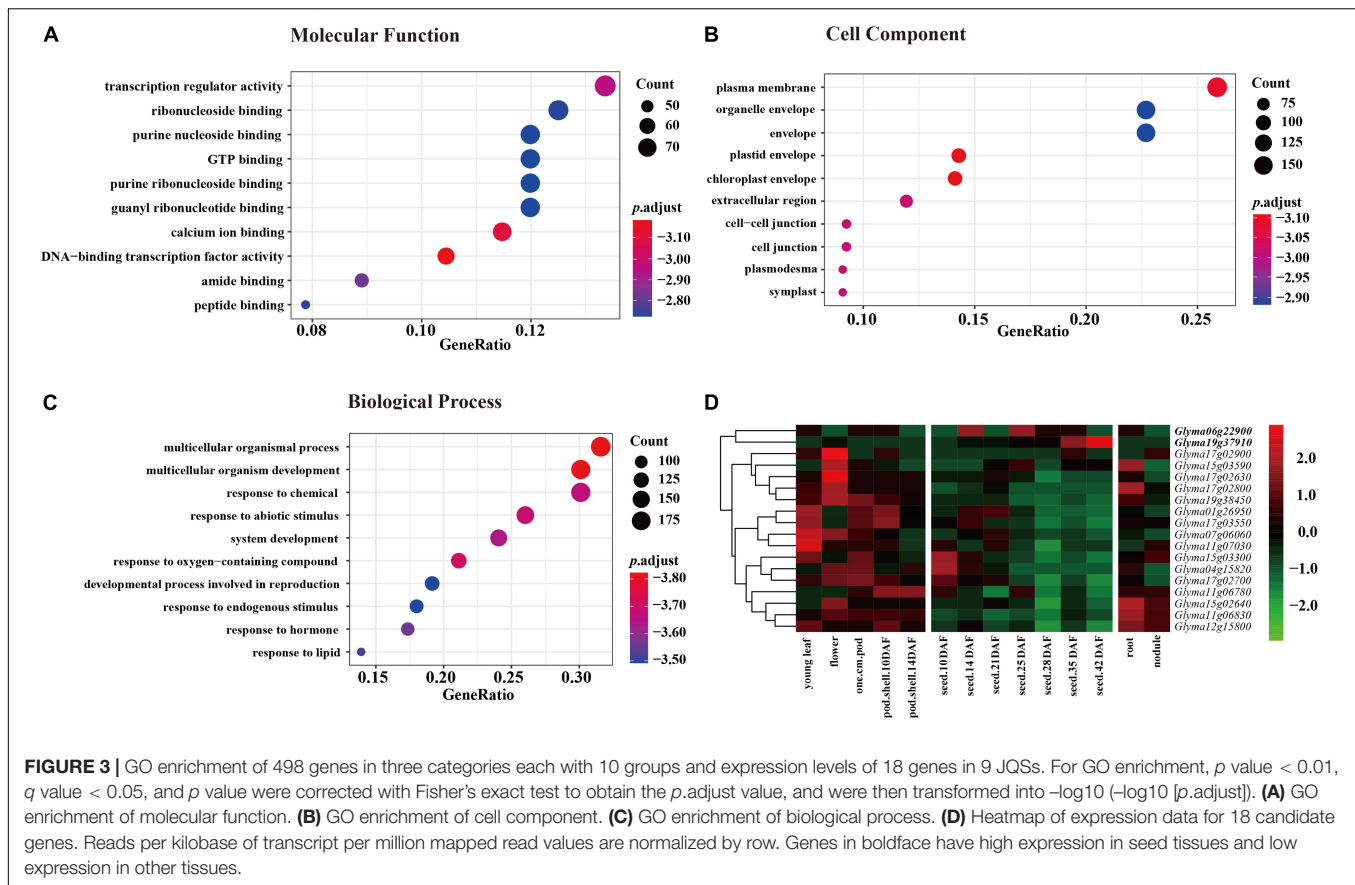 A
Molecular Function
transcription regulator activity
ribonucleoside binding
purine nucleoside binding
GTP binding
purine ribonucleoside binding
guanyl ribonucleotide binding
calcium ion binding
DNA−binding transcription factor activity
amide binding
peptide binding
0.08 0.10 0.12
GeneRatio
Count
50
60
70
p.adjust
−3.10
−3.00
−2.90
−2.80
B
Cell Component
plasma membrane
organelle envelope
envelope
plastid envelope
chloroplast envelope
extracellular region
cell−cell junction
cell junction
plasmodesma
symplast
0.10 0.15 0.20 0.25
GeneRatio
Count
75
100
125
150
p.adjust
−3.10
−3.05
−3.00
−2.95
−2.90
C
Biological Process
multicellular organismal process
multicellular organism development
response to chemical
response to abiotic stimulus
system development
response to oxygen−containing compound
developmental process involved in reproduction
response to endogenous stimulus
response to hormone
response to lipid
0.15 0.20 0.25 0.30
GeneRatio
Count
100
125
150
175
p.adjust
−3.80
−3.70
−3.60
−3.50
D
Glyma06g22900
Glyma19g37910
Glyma17g02900
Glyma15g03590
Glyma17g02630
Glyma17g02800
Glyma19g38450
Glyma01g26950
Glyma17g03550
Glyma07g06060
Glyma11g07030
Glyma15g03300
Glyma04g15820
Glyma17g02700
Glyma11g06780
Glyma15g02640
Glyma11g06830
Glyma12g15800
young leaf
flower
one.cm.pod
pod.shell.10DAF
pod.shell.14DAF
seed.10DAF
seed.14 DAF
seed.21DAF
seed.25 DAF
seed.28 DAF
seed.35 DAF
seed.42 DAF
root
nodule
2.0
1.0
0.0
−1.0
−2.0
FIGURE 3 | GO enrichment of 498 genes in three categories each with 10 groups and expression levels of 18 genes in 9 JQSs. For GO enrichment, p value < 0.01,
q value < 0.05, and p value were corrected with Fisher's exact test to obtain the p.adjust value, and were then transformed into –log10 (–log10 [p.adjust]). (A) GO
enrichment of molecular function. (B) GO enrichment of cell component. (C) GO enrichment of biological process. (D) Heatmap of expression data for 18 candidate
genes. Reads per kilobase of transcript per million mapped read values are normalized by row. Genes in boldface have high expression in seed tissues and low
expression in other tissues.